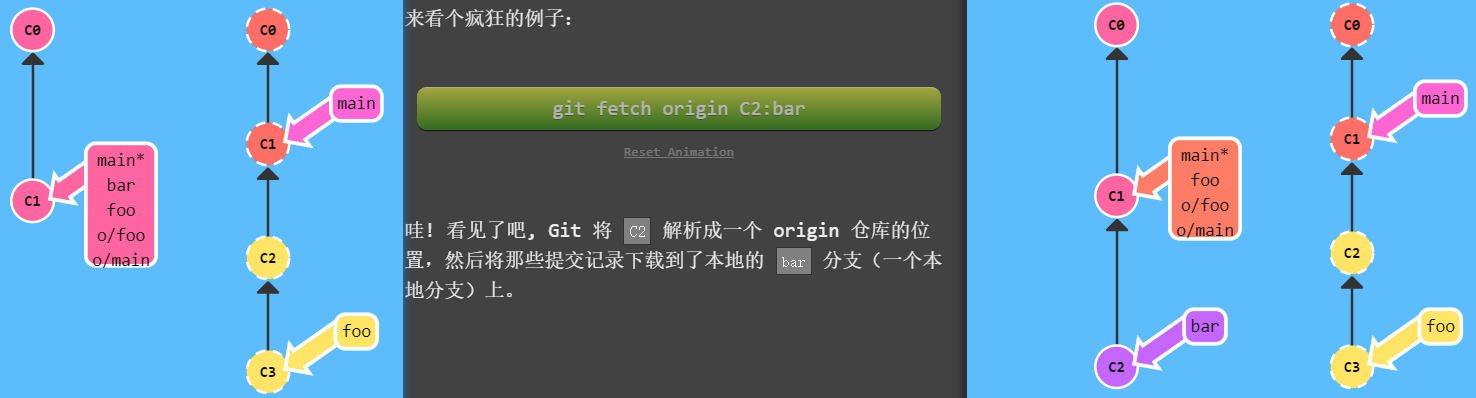 C0
C1
main*
bar
foo
o/foo
o/main
C0
main
C1
C2
foo
C3
来看个疯狂的例子：
git fetch origin C2:bar
Reset Animation
哇! 看见了吧, Git 将 C2 解析成一个 origin 仓库的位
置，然后将那些提交记录下载到了本地的 bar 分支（一个本
地分支）上。
C0
C1
main*
foo
o/foo
o/main
bar
C2
C0
main
C1
C2
foo
C3